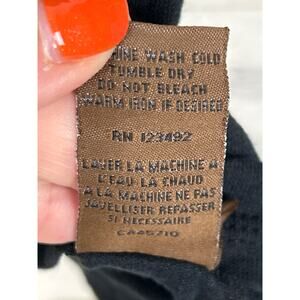 MACHINE WASH COLD
TUMBLE DRY
DO NOT BLEACH
WARM IRON IF DESIRED
RN 123492
LAVER LA MACHINE A
L'EAU LA CHAUD
A LA MACHINE NE PAS
JAVELLISER REPASSER
SI NECESSAIRE
CA45710